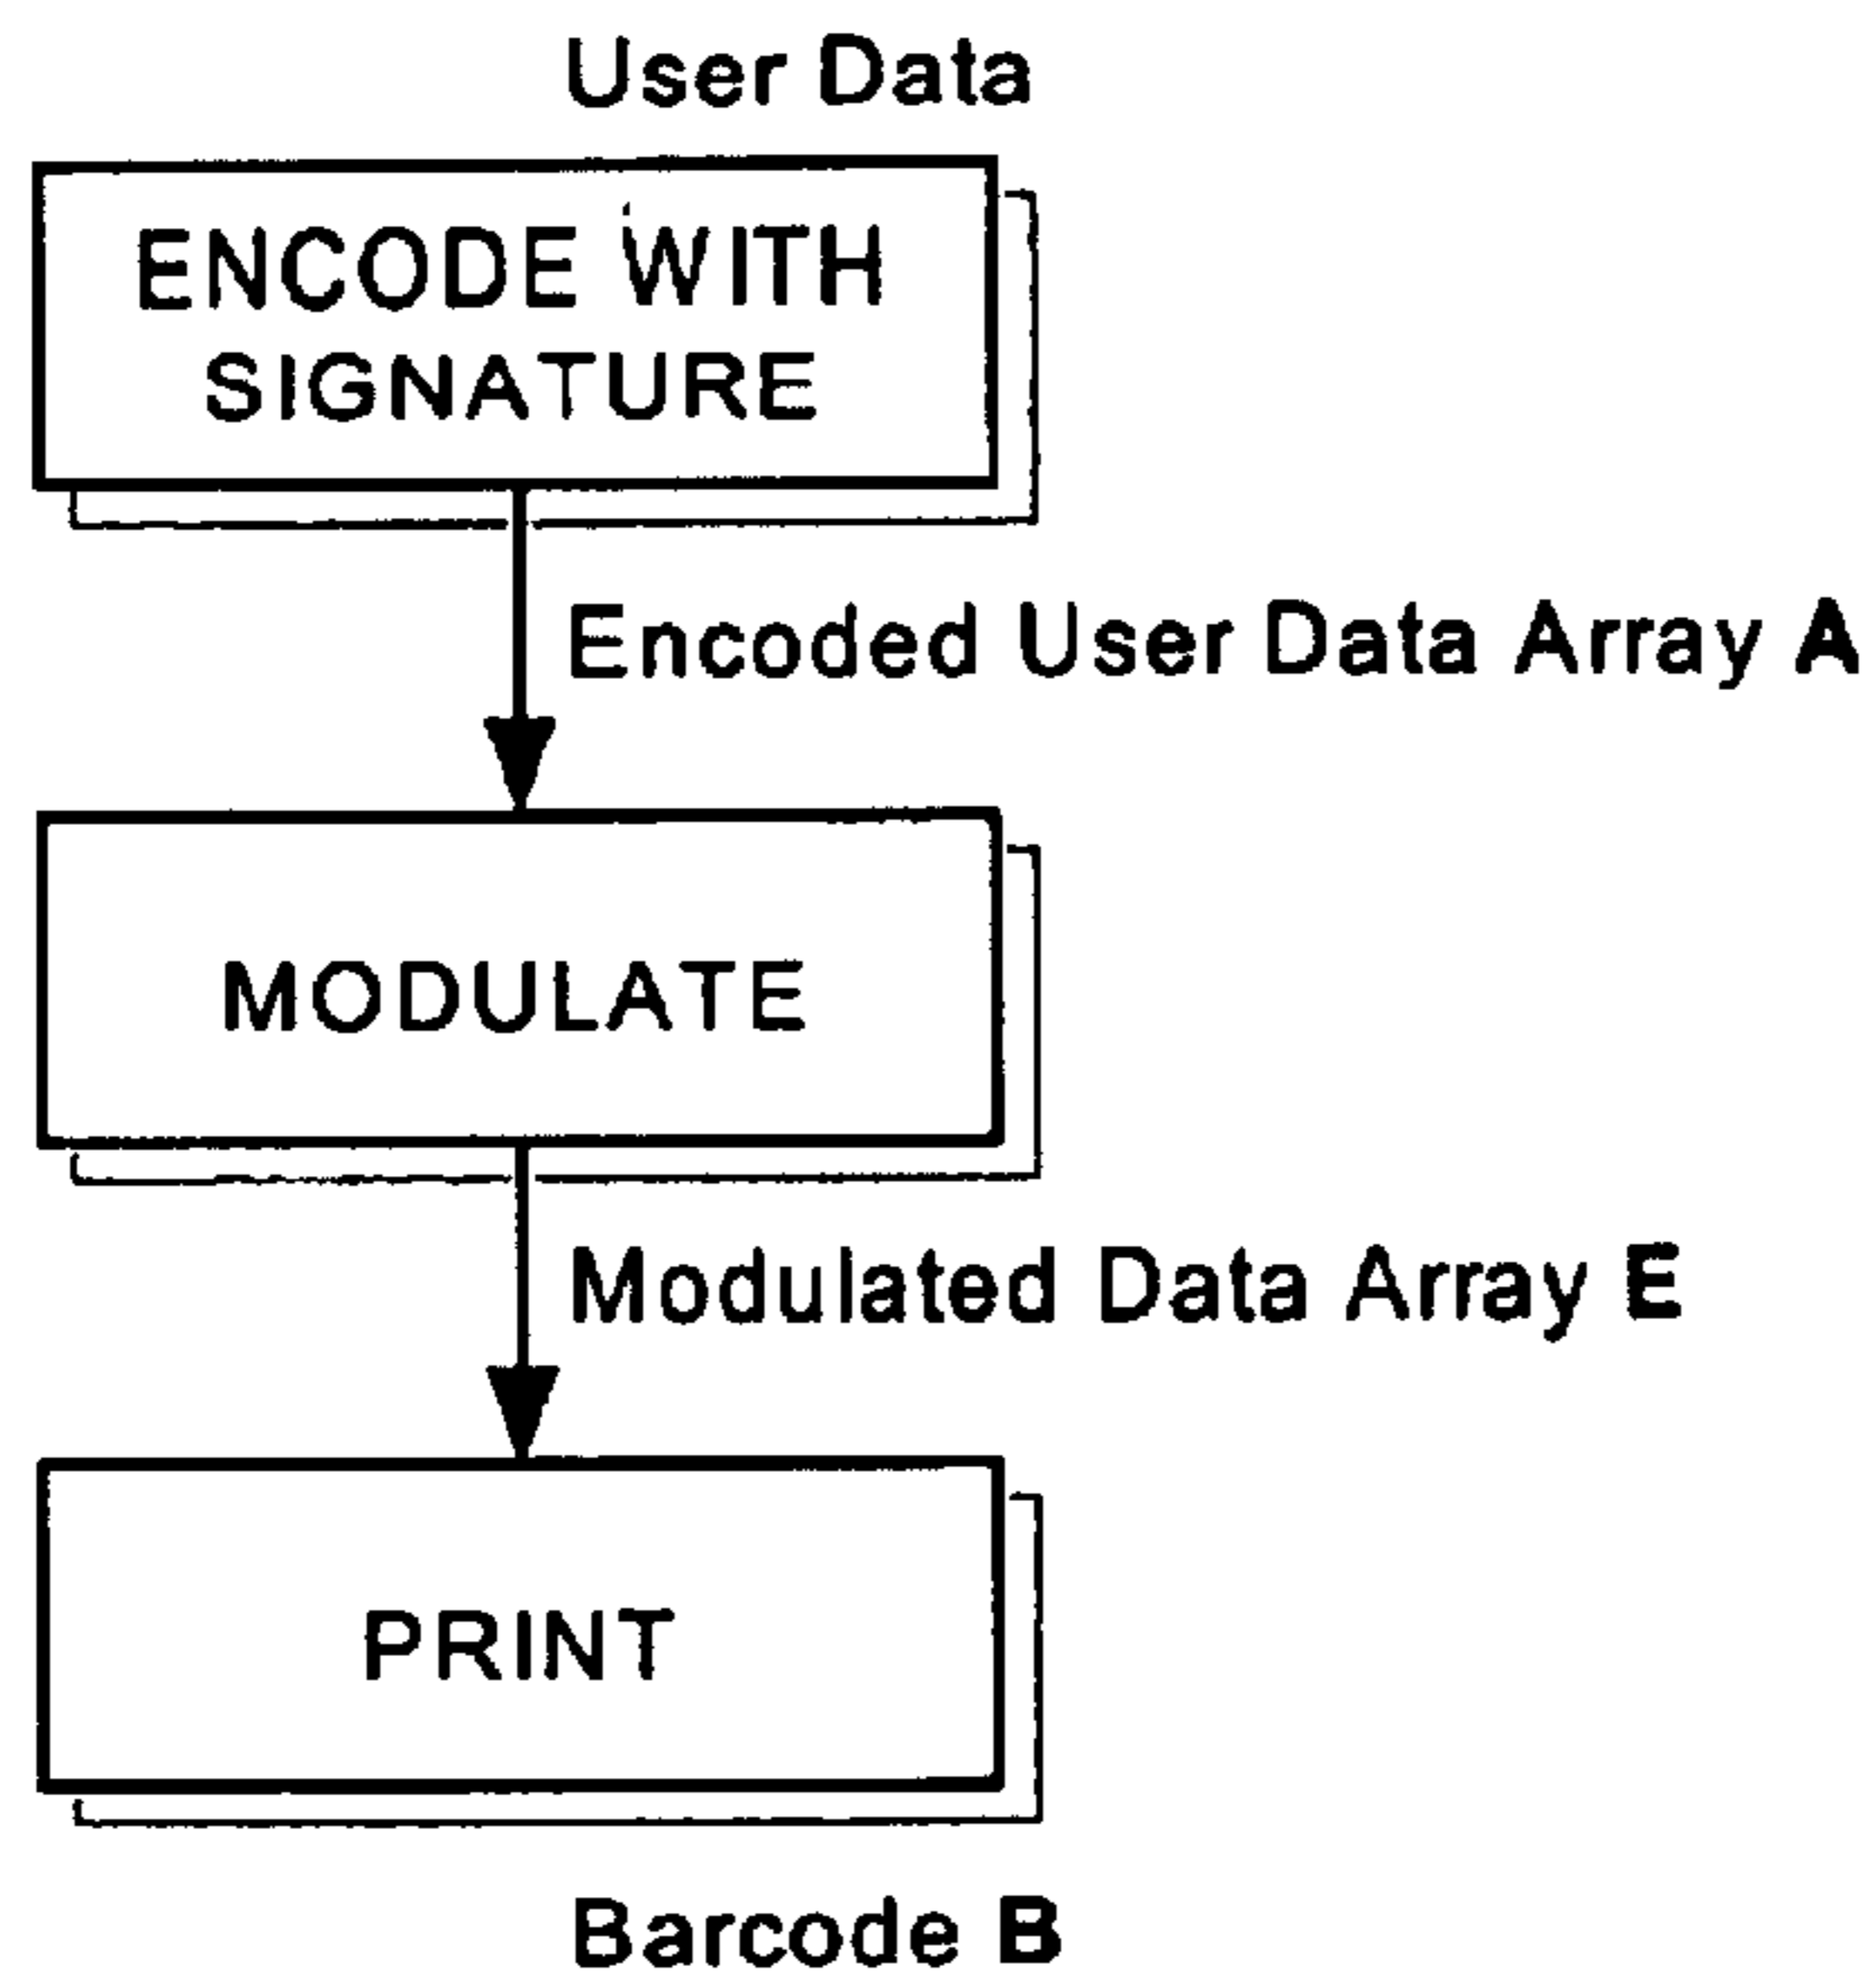 User Data
ENCODE WITH
SIGNATURE
Encoded User Data Array A
MODULATE
Modulated Data Array E
PRINT
Barcode B